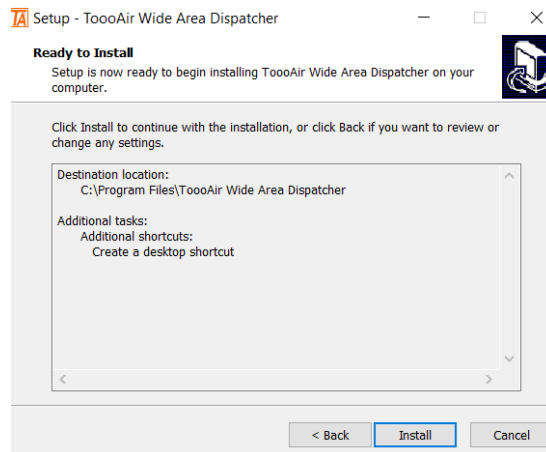 TA Setup - ToooAir Wide Area Dispatcher
Ready to Install
Setup is now ready to begin installing ToooAir Wide Area Dispatcher on your
computer.
Click Install to continue with the installation, or click Back if you want to review or
change any settings.
Destination location:
C:\Program Files\ToooAir Wide Area Dispatcher
Additional tasks:
Additional shortcuts:
Create a desktop shortcut
< Back Install Cancel